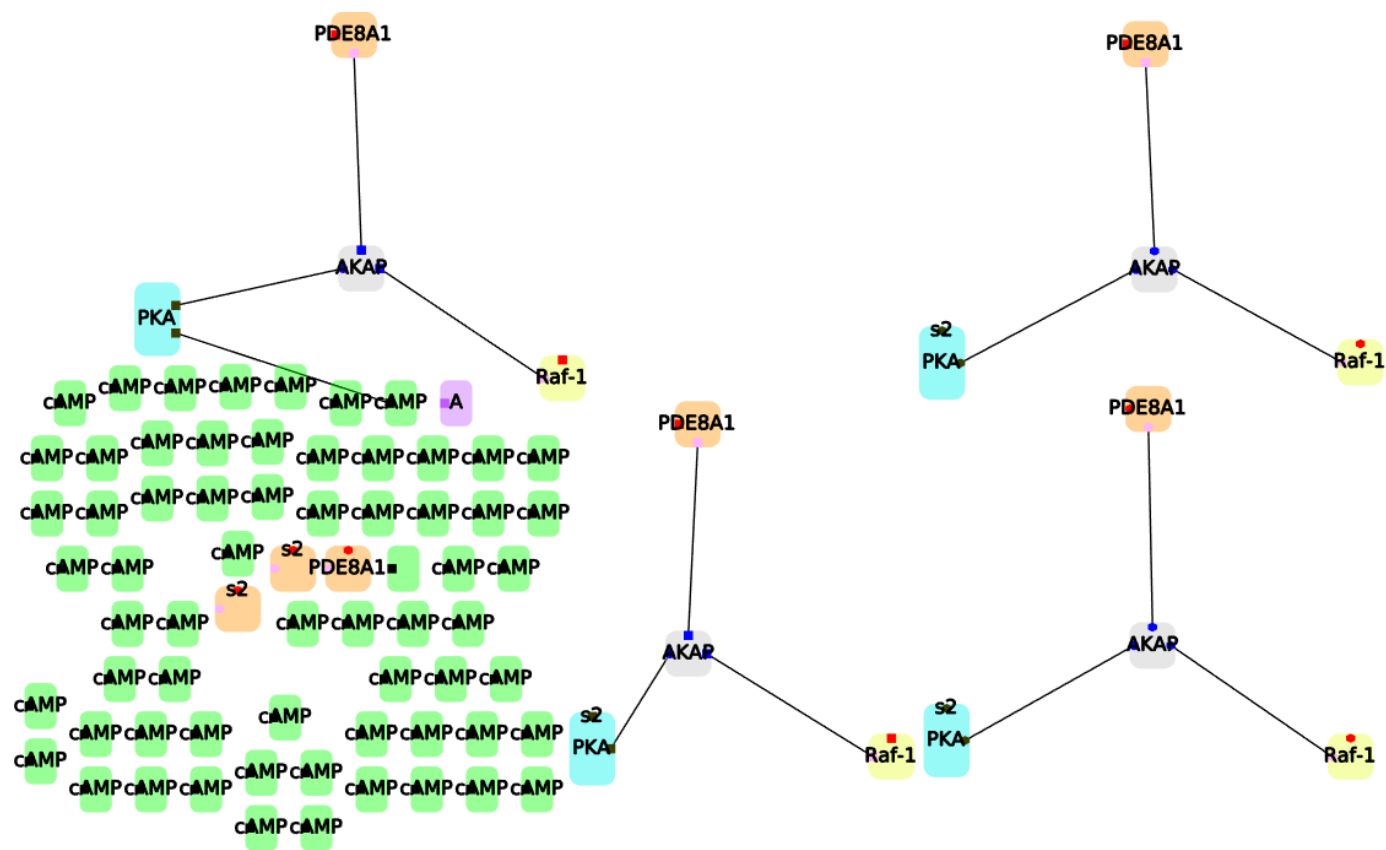 PDE8A1 PDE8A1
AKAP AKAP
PKA
s2
PKA Raf-1
Raf-1
cAMP cAMP cAMP cAMP cAMP cAMP cAMP A
PDE8A1
PDE8A1
cAMP cAMP cAMP cAMP cAMP cAMP cAMP cAMP cAMP cAMP
cAMP cAMP cAMP cAMP cAMP cAMP cAMP cAMP cAMP cAMP
cAMP s2
cAMP cAMP PDE8A1 cAMP cAMP
s2
cAMP cAMP cAMP cAMP cAMP cAMP
AKAP AKAP
cAMP cAMP cAMP cAMP cAMP
cAMP cAMP s2 s2
cAMP cAMP cAMP cAMP cAMP cAMP cAMP
PKA PKA
Raf-1 Raf-1
cAMP cAMP cAMP
cAMP cAMP cAMP cAMP cAMP cAMP cAMP
cAMP cAMP